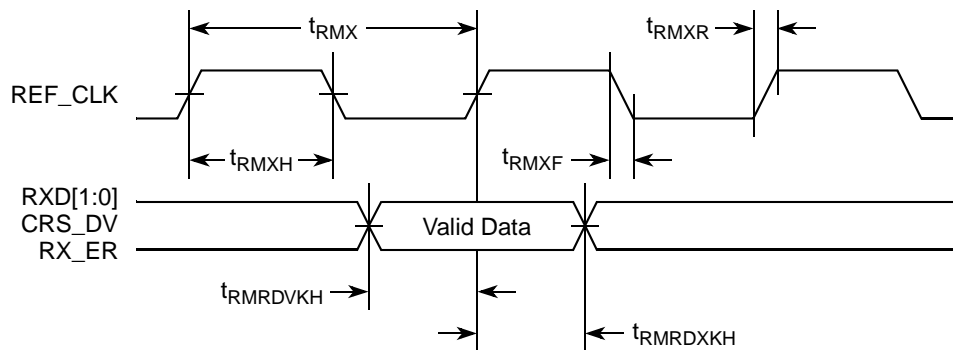 tRMX
tRMXR
REF_CLK
tRMXH
tRMXF
RXD[1:0]
CRS_DV
RX_ER
Valid Data
tRMRDVKH
tRMRDXKH